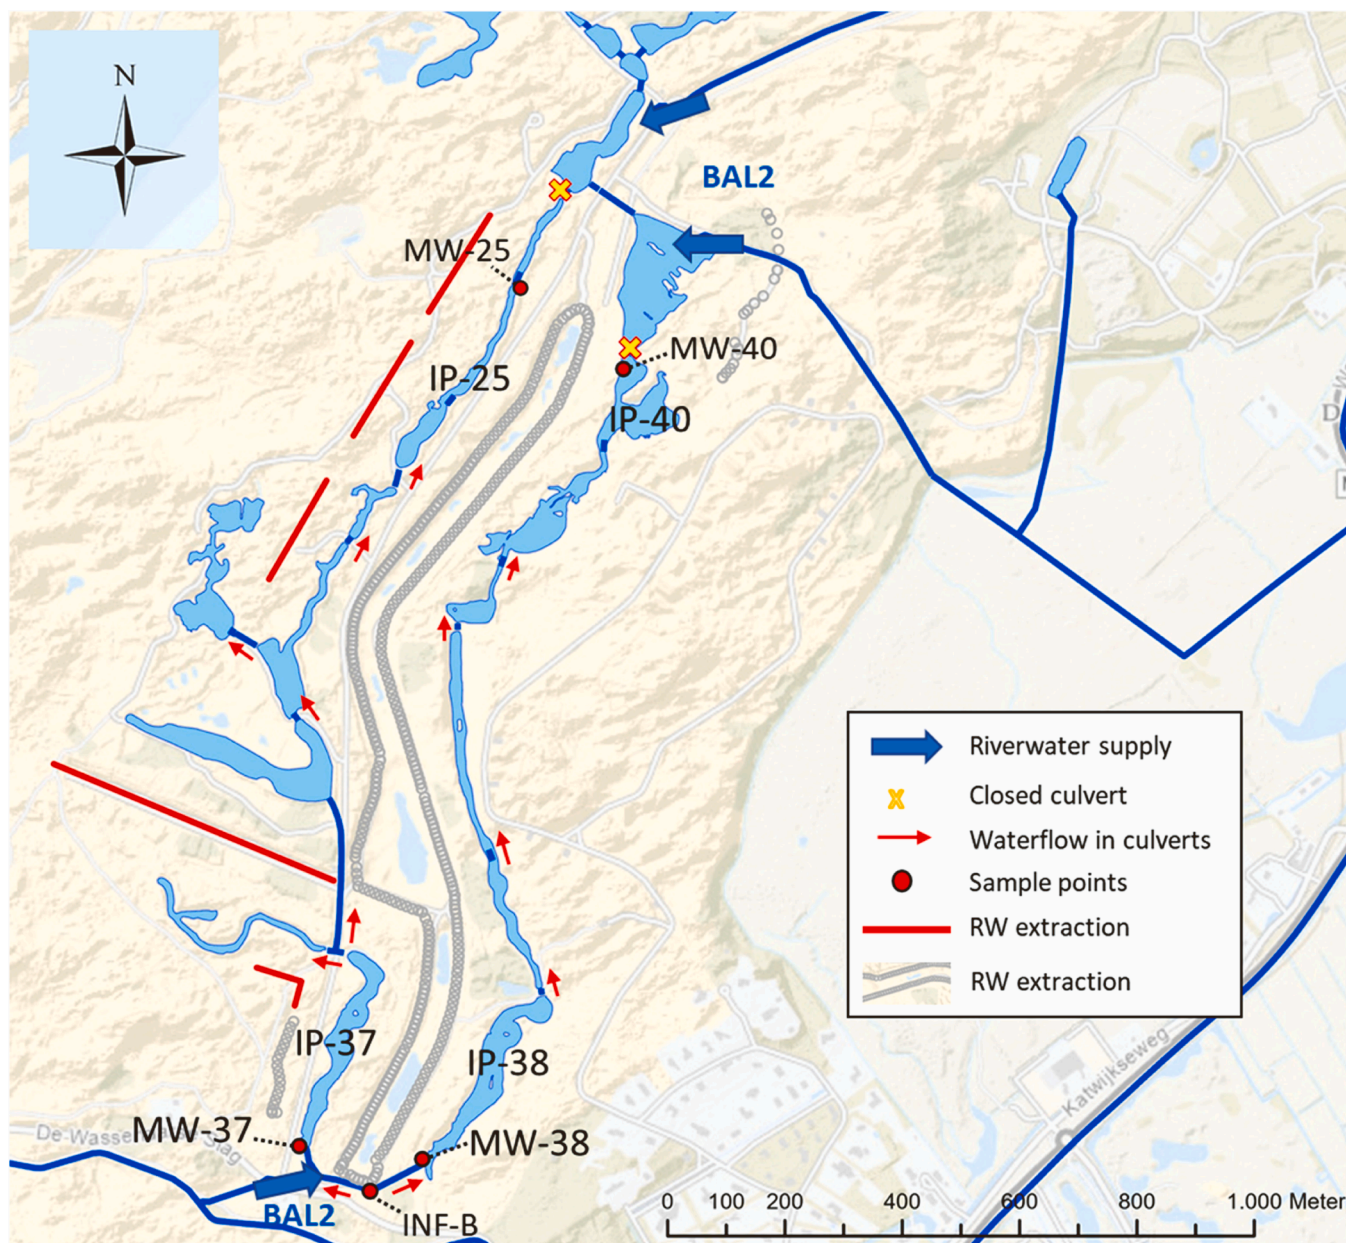 N
BAL2
MW-25
MW-40
IP-25
IP-40
D
Riverwater supply
Closed culvert
Waterflow in culverts
Sample points
RW extraction
RW extraction
IP-37
IP-38
Katwijkseweg
MW-37
MW-38
De-Wasse
Slag
BAL2
INF-B
0 100 200 400 600 800 1.000 Meter